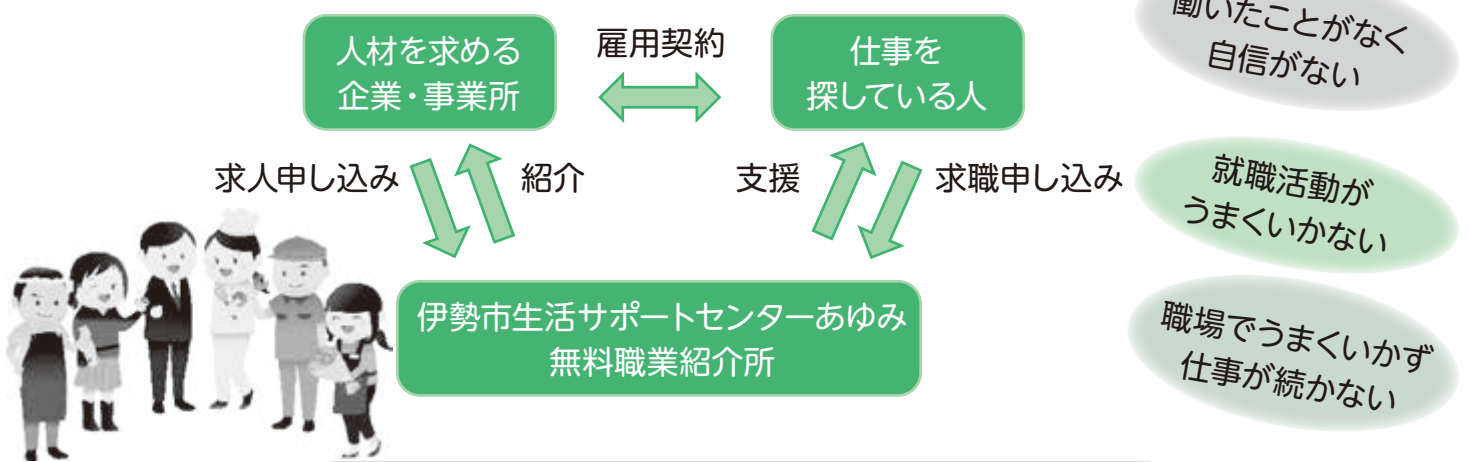 人材を求める
企業・事業所
雇用契約
仕事を
探している人
求人申し込み
紹介
支援
求職申し込み
伊勢市生活サポートセンターあゆみ
無料職業紹介所
働いたことがなく
自信がない
就職活動が
うまくいかない
職場でうまくいかず
仕事が続かない